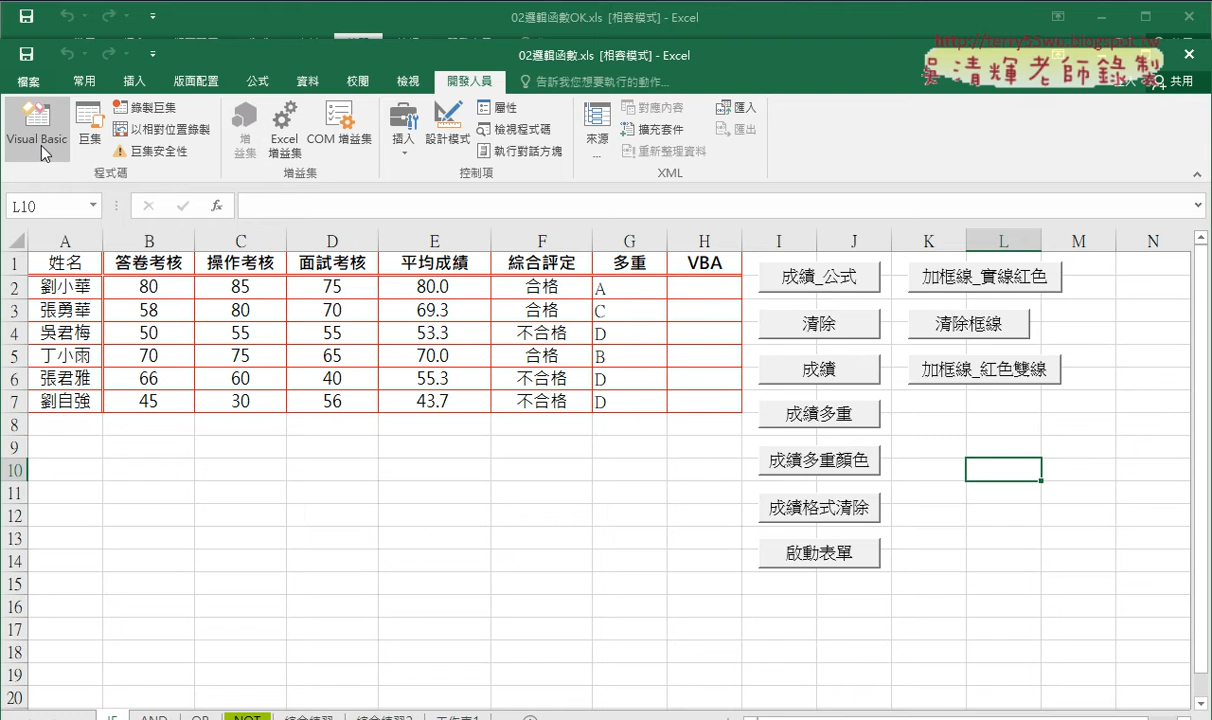 02邏輯函數OK.xls [相容模式] - Excel
02邏輯函數.xls [相容模式] - Excel
http://terry55wu.blogspot.tw
吳清輝老師錄製
檔案 常用 插入 版面配置 公式 資料 校閱 檢視 開發人員 告訴我您想要執行的動作... 共用
Visual Basic 巨集 錄製巨集 以相對位置錄製 巨集安全性
增益集 Excel 增益集 COM 增益集
插入 設計模式 屬性 檢視程式碼 執行對話方塊
來源... 對應內容 擴充套件 重新整理資料 匯入 匯出
程式碼 增益集 控制項 XML
L10 fx
A B C D E F G H I J K L M N
1 姓名 答卷考核 操作考核 面試考核 平均成績 綜合評定 多重 VBA
2 劉小華 80 85 75 80.0 合格 A
3 張勇華 58 80 70 69.3 合格 C
4 吳君梅 50 55 55 53.3 不合格 D
5 丁小雨 70 75 65 70.0 合格 B
6 張君雅 66 60 40 55.3 不合格 D
7 劉自強 45 30 56 43.7 不合格 D
8
9
10
11
12
13
14
15
16
17
18
19
20
成績_公式 加框線_實線紅色
清除 清除框線
成績 加框線_紅色雙線
成績多重
成績多重顏色
成績格式清除
啟動表單
IF AND OR NOT 綜合練習 綜合練習2 工作表1